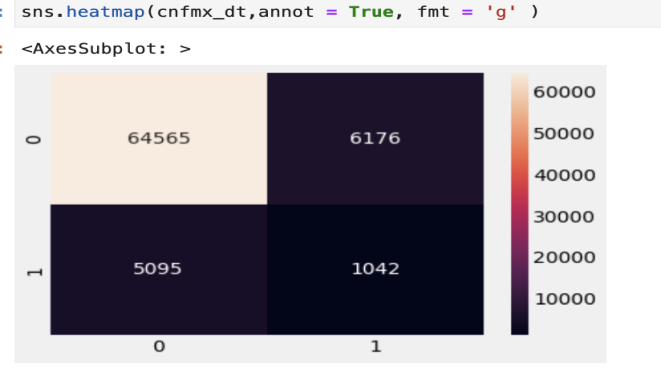 : sns.heatmap(cnfmx_dt,annot = True, fmt = 'g' )
: <AxesSubplot: >
60000
0 64565 6176
50000
40000
30000
1 5095 1042
20000
10000
0 1